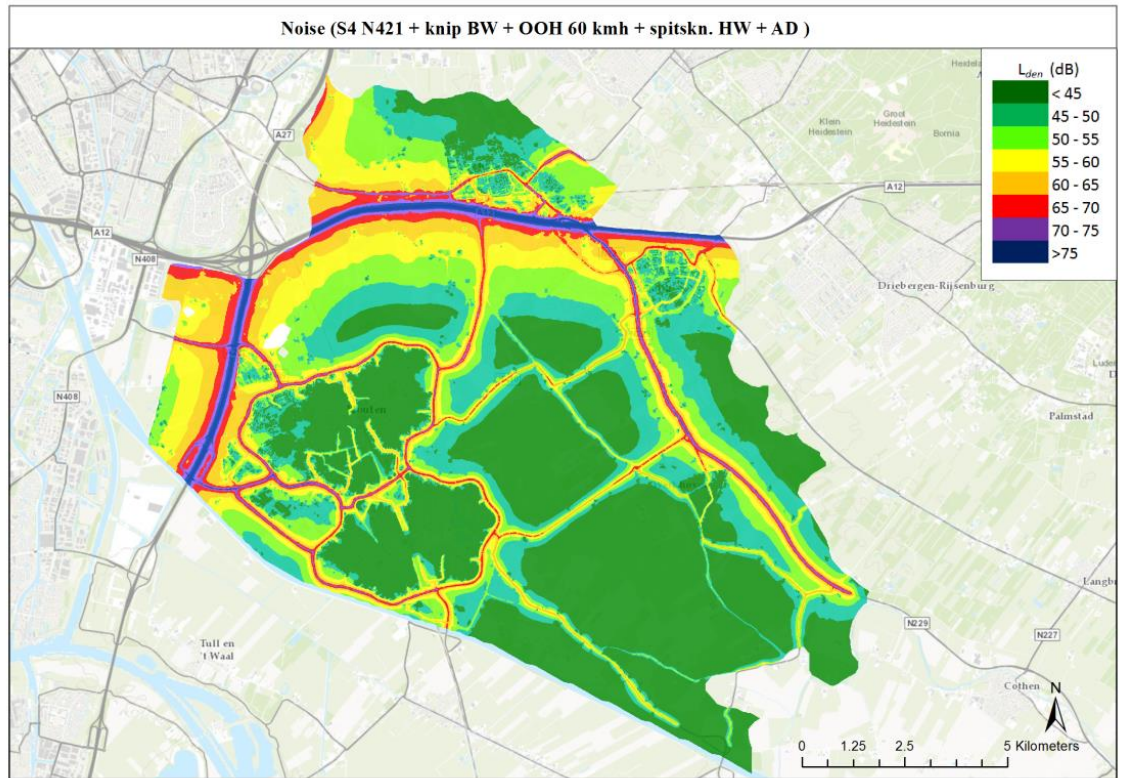 Noise (S4 N421 + knip BW + OOH 60 kmh + spitskn. HW + AD )
L_den (dB)
< 45
45 - 50
50 - 55
55 - 60
60 - 65
65 - 70
70 - 75
>75
A27
Klein
Heidestein
Groot
Heidestein
Bornia
A12
A12
N408
Driebergen-Rijsenburg
N408
Palmstad
Tull en
't Waal
N229
N227
Cothen
N
0 1.25 2.5 5 Kilometers